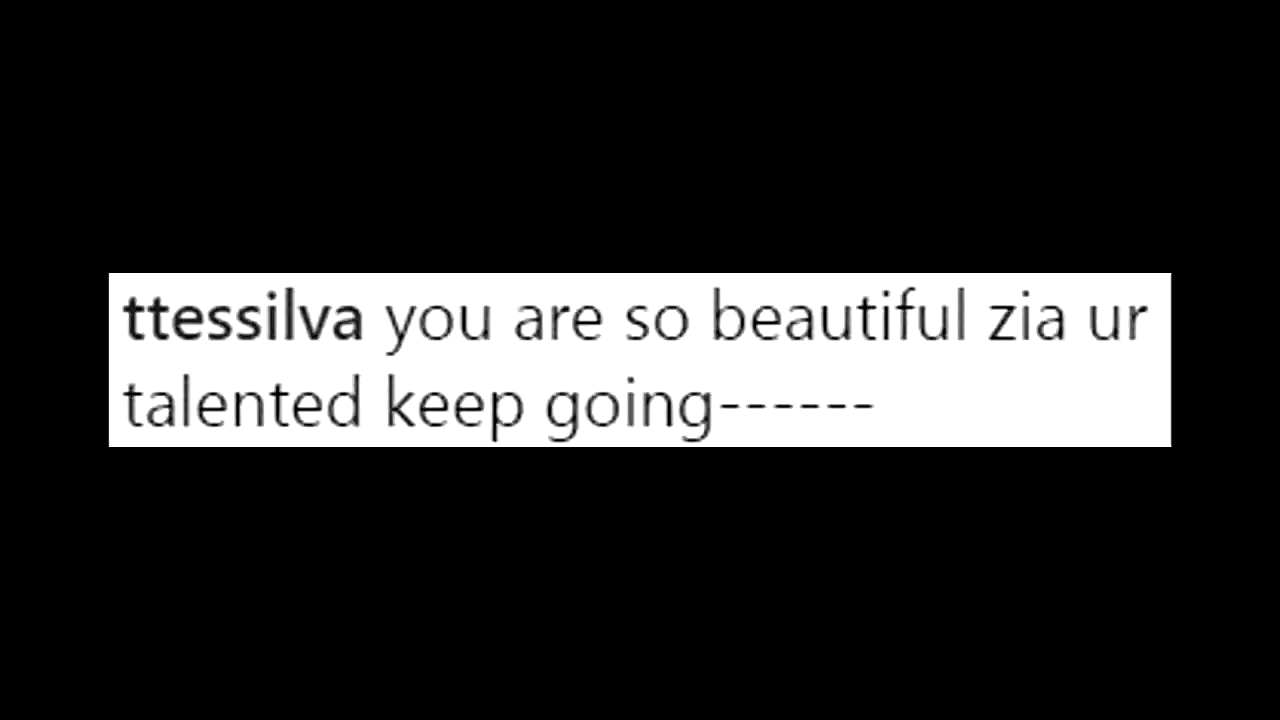 ttessilva you are so beautiful zia ur
talented keep going------